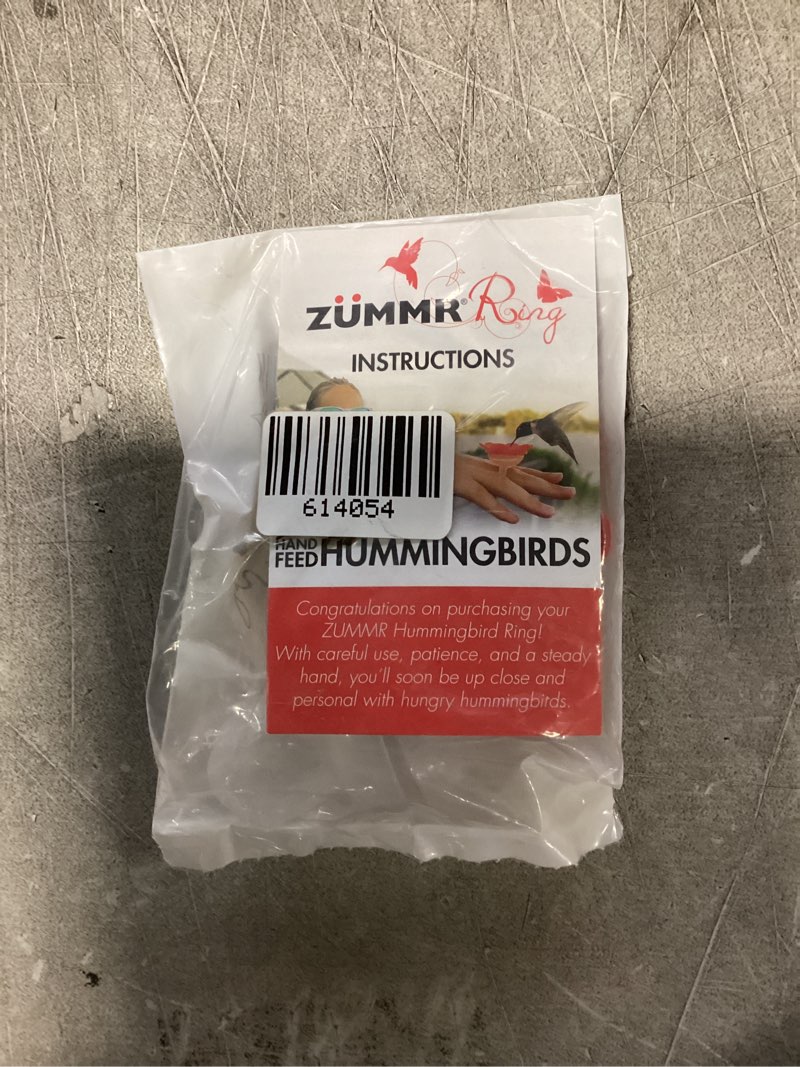 ZÜMMR® Ring
INSTRUCTIONS
614054
HAND
FEED HUMMINGBIRDS
Congratulations on purchasing your
ZUMMR Hummingbird Ring!
With careful use, patience, and a steady
hand, you'll soon be up close and
personal with hungry hummingbirds.